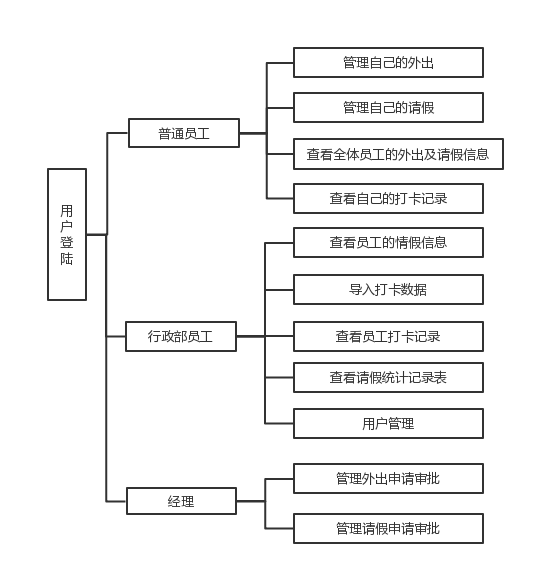 用户登陆
普通员工
管理自己的外出
管理自己的请假
查看全体员工的外出及请假信息
查看自己的打卡记录
行政部员工
查看员工的情假信息
导入打卡数据
查看员工打卡记录
查看请假统计记录表
用户管理
经理
管理外出申请审批
管理请假申请审批